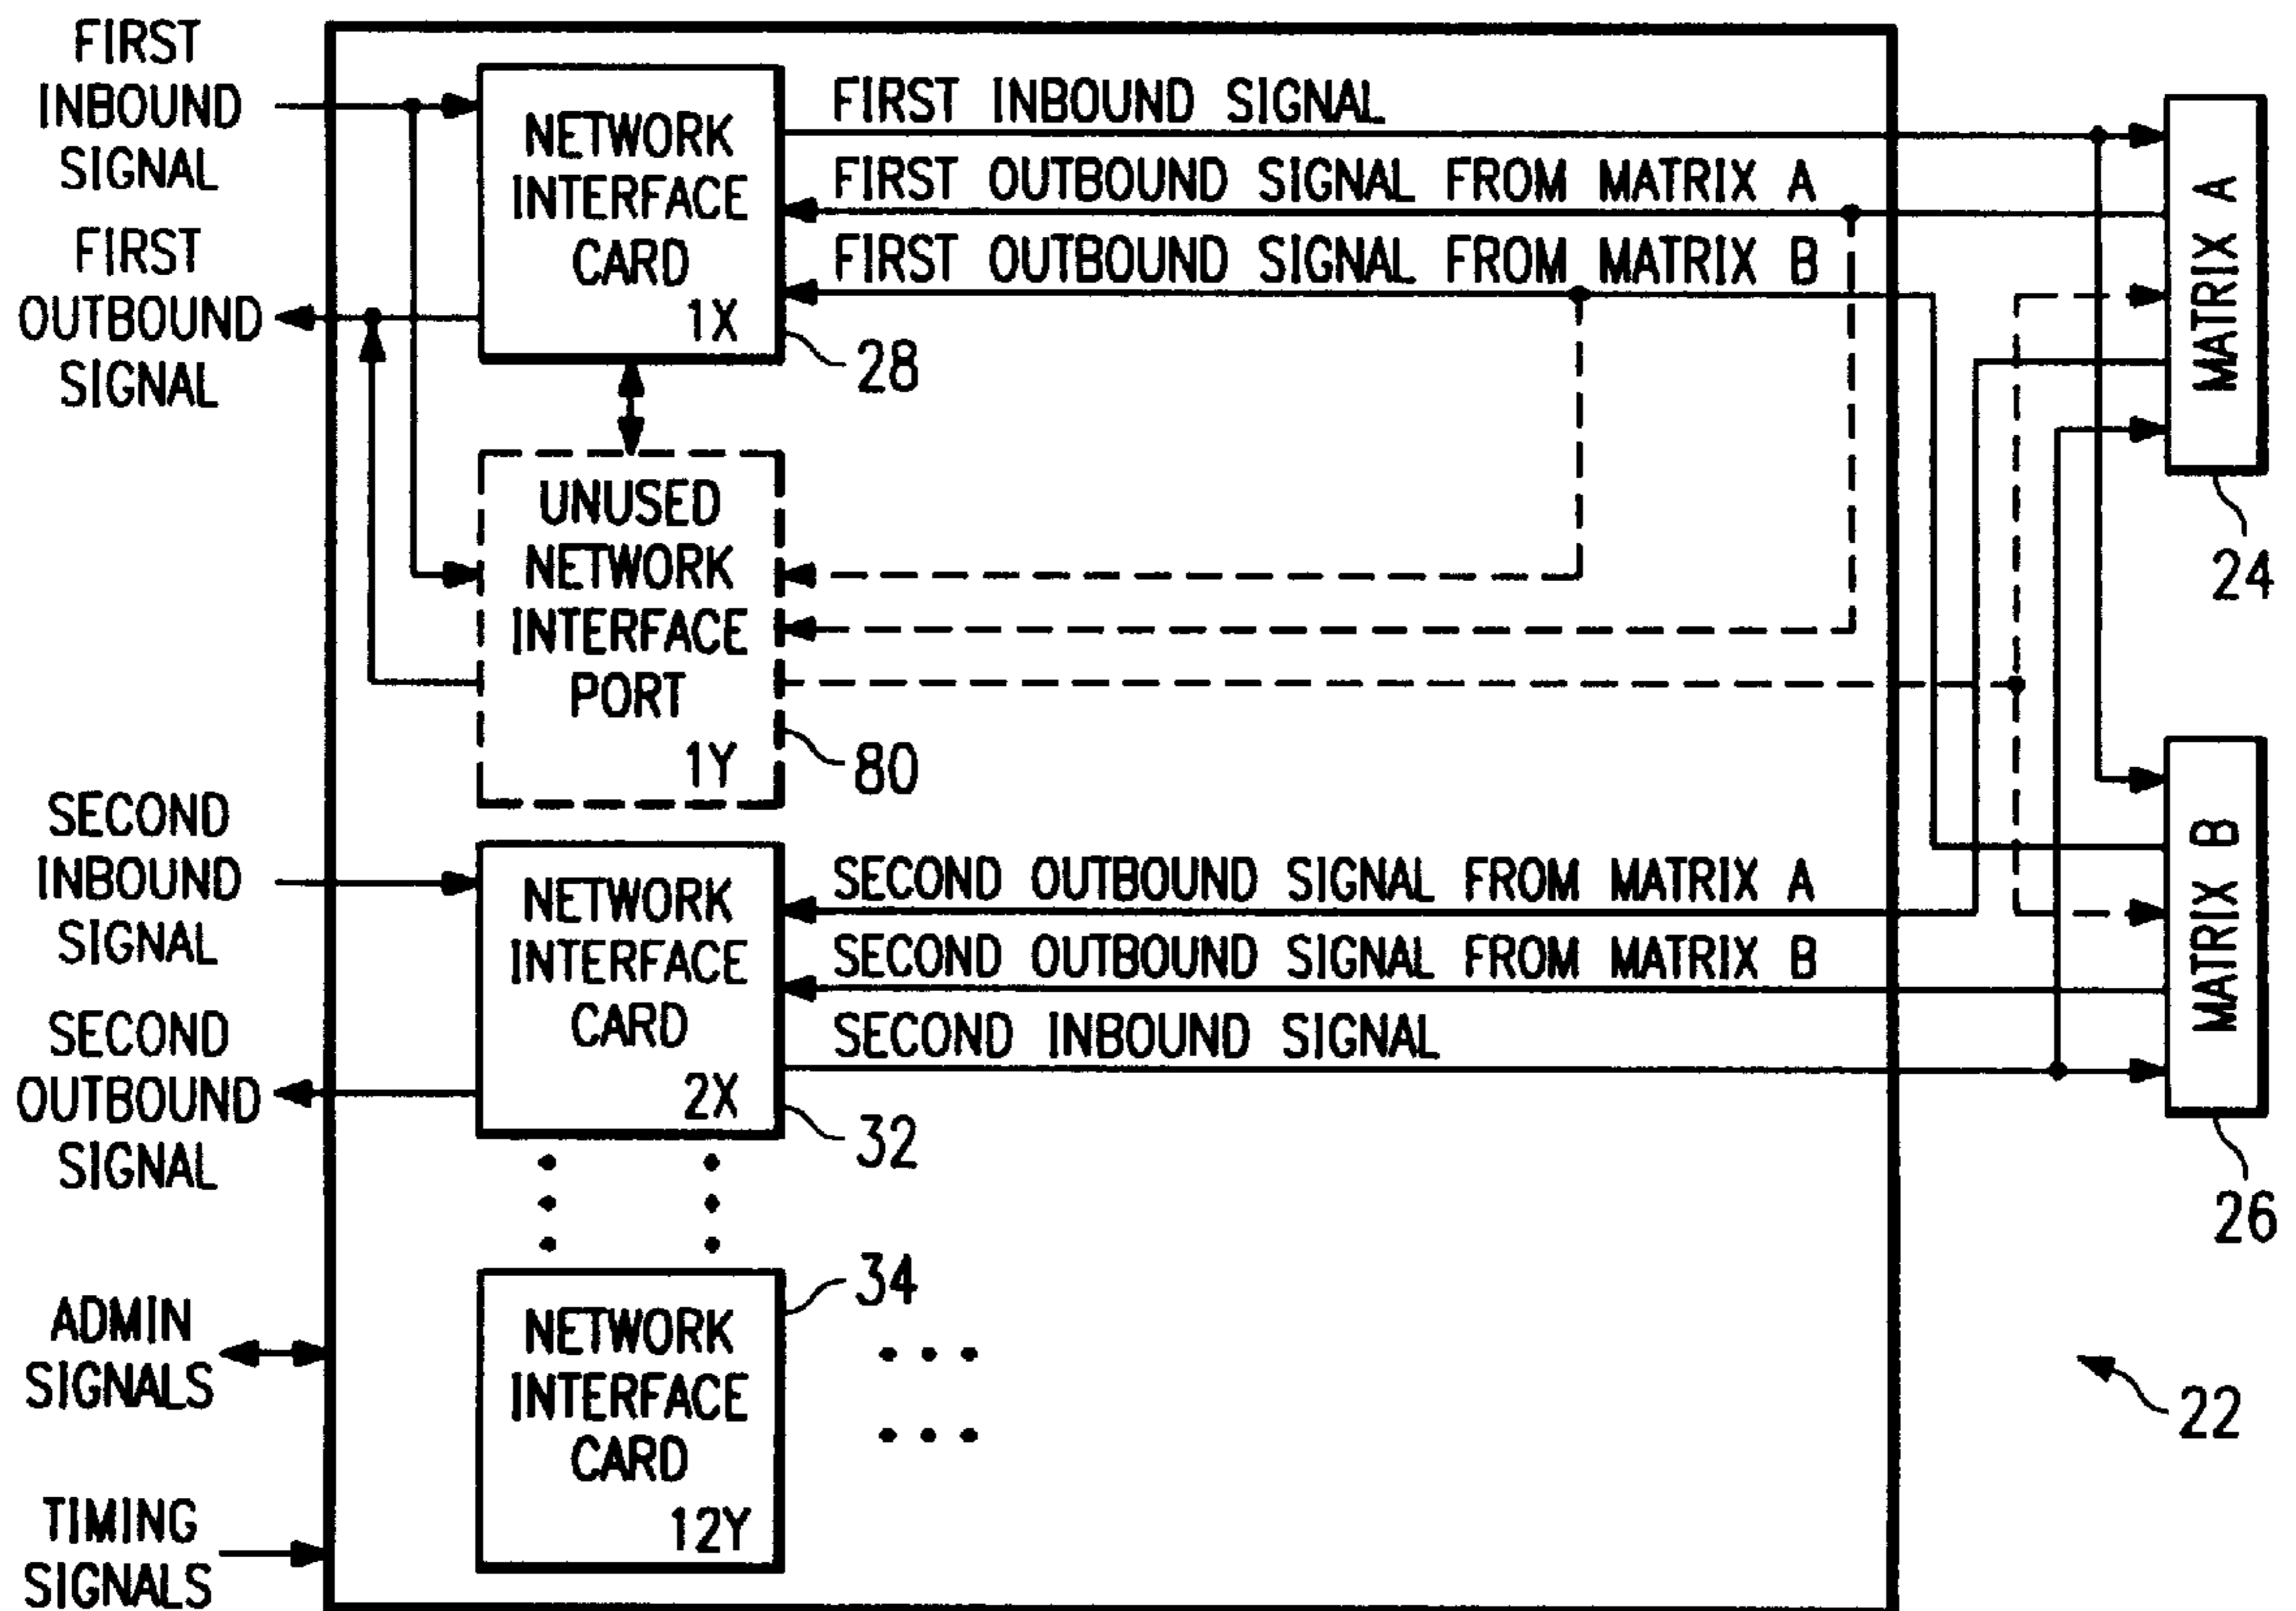 FIRST
INBOUND
SIGNAL
FIRST
OUTBOUND
SIGNAL
NETWORK
INTERFACE
CARD
1X
28
FIRST INBOUND SIGNAL
FIRST OUTBOUND SIGNAL FROM MATRIX A
FIRST OUTBOUND SIGNAL FROM MATRIX B
MATRIX A
24
UNUSED
NETWORK
INTERFACE
PORT
1Y
80
SECOND
INBOUND
SIGNAL
SECOND
OUTBOUND
SIGNAL
NETWORK
INTERFACE
CARD
2X
32
SECOND OUTBOUND SIGNAL FROM MATRIX A
SECOND OUTBOUND SIGNAL FROM MATRIX B
SECOND INBOUND SIGNAL
MATRIX B
26
ADMIN
SIGNALS
TIMING
SIGNALS
NETWORK
INTERFACE
CARD
12Y
34
22